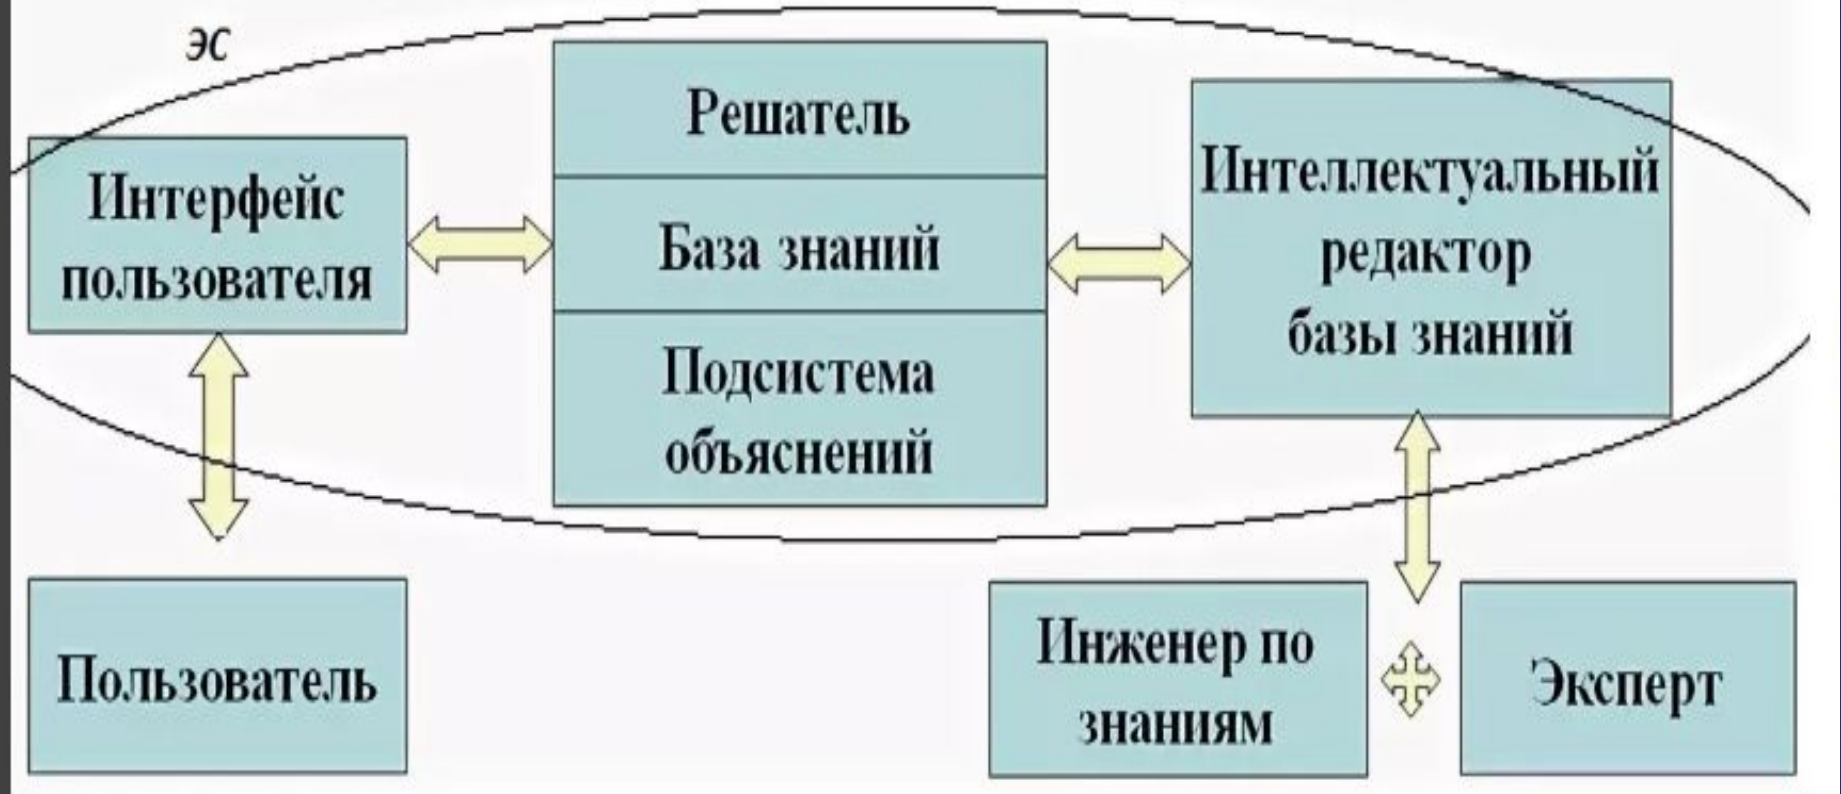 ЭС
Решатель
Интерфейс
пользователя
База знаний
Подсистема
объяснений
Интеллектуальный
редактор
базы знаний
Пользователь
Инженер по
знаниям
Эксперт